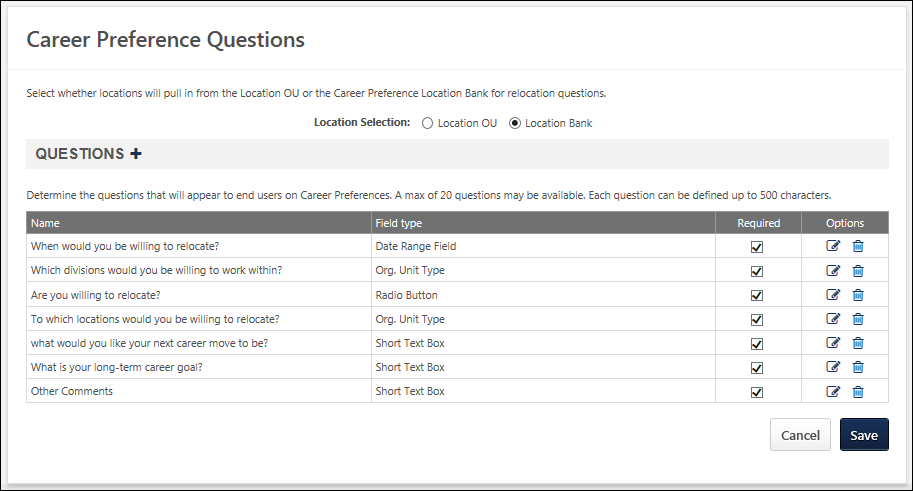 Career Preference Questions
Select whether locations will pull in from the Location OU or the Career Preference Location Bank for relocation questions.
Location Selection: Location OU Location Bank
QUESTIONS +
Determine the questions that will appear to end users on Career Preferences. A max of 20 questions may be available. Each question can be defined up to 500 characters.
Name Field type Required Options
When would you be willing to relocate? Date Range Field
Which divisions would you be willing to work within? Org. Unit Type
Are you willing to relocate? Radio Button
To which locations would you be willing to relocate? Org. Unit Type
what would you like your next career move to be? Short Text Box
What is your long-term career goal? Short Text Box
Other Comments Short Text Box
Cancel Save